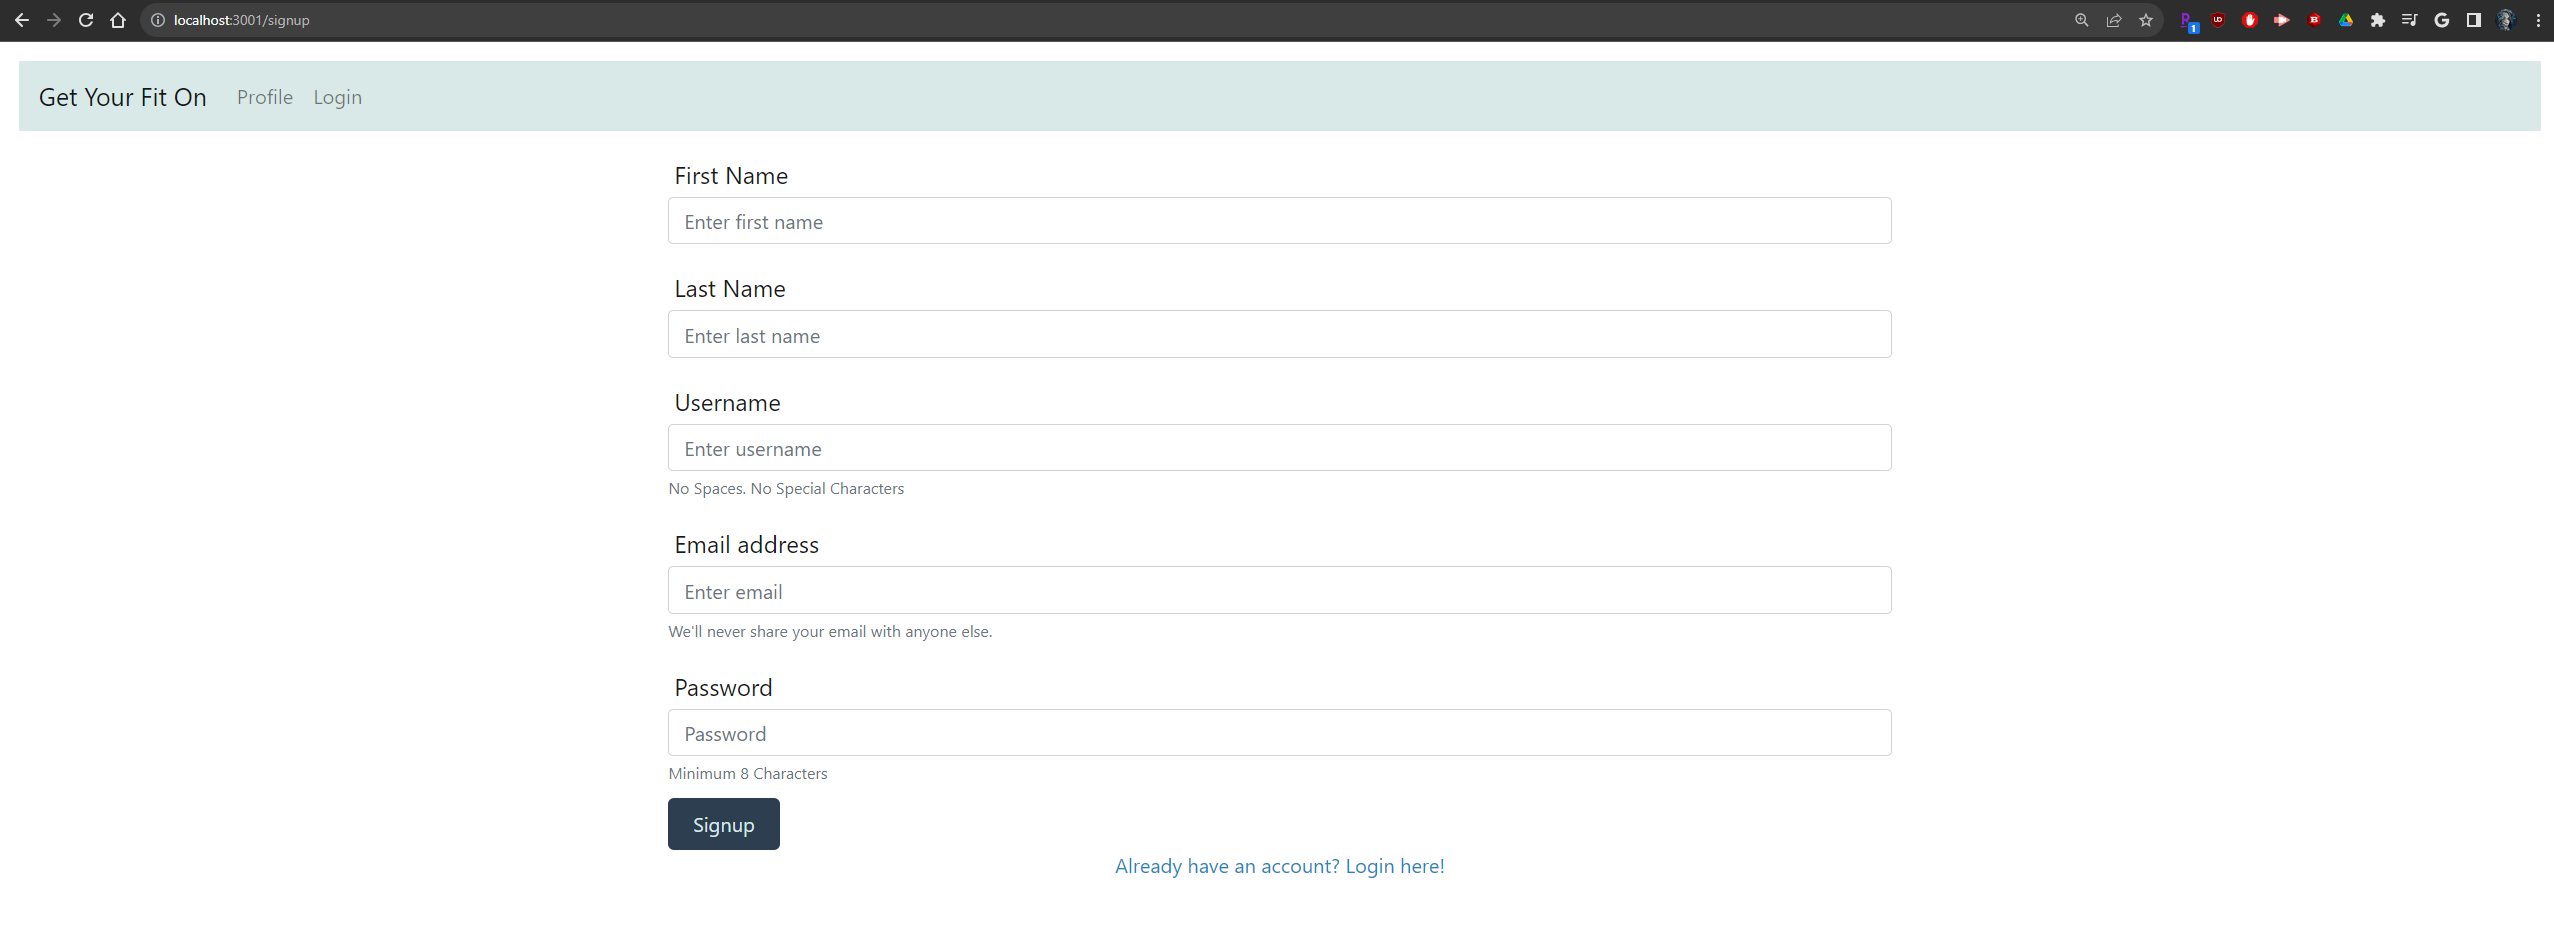 localhost:3001/signup
1
Get Your Fit On Profile Login
First Name
Enter first name
Last Name
Enter last name
Username
Enter username
No Spaces. No Special Characters
Email address
Enter email
We'll never share your email with anyone else.
Password
Password
Minimum 8 Characters
Signup
Already have an account? Login here!